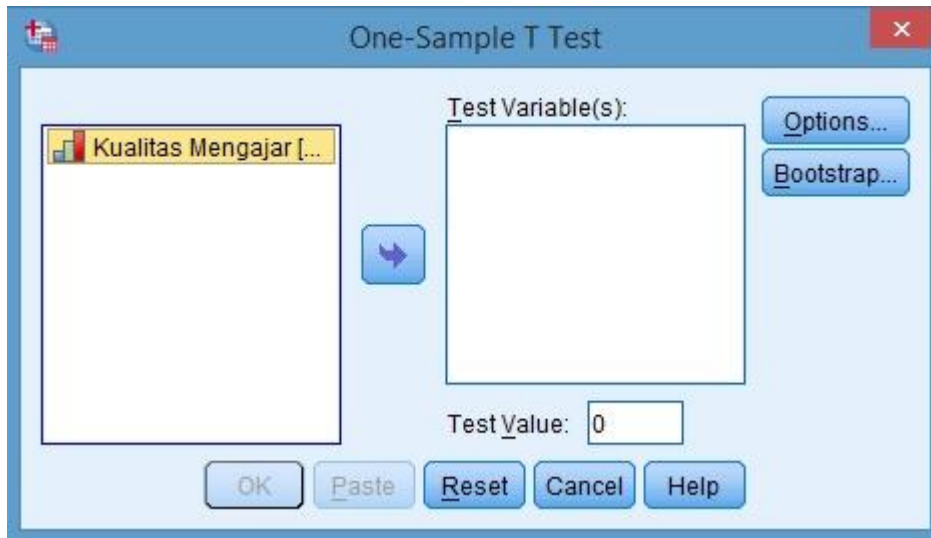 One-Sample T Test
Kualitas Mengajar [...
Test Variable(s):
Options...
Bootstrap...
Test Value: 0
OK Paste Reset Cancel Help